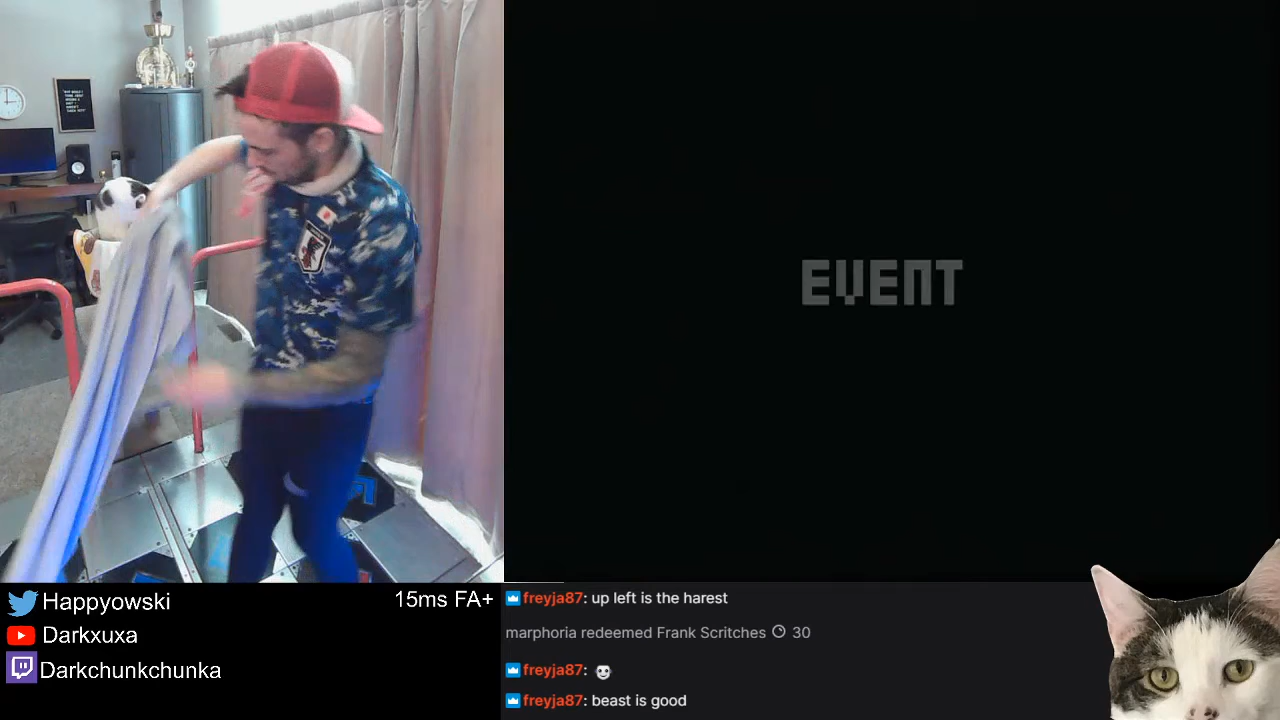 EVENT
Happyowski
15ms FA+
Darkxuxa
Darkchunkchunka
freyja87: up left is the harest
marphoria redeemed Frank Scritches 30
freyja87:
freyja87: beast is good